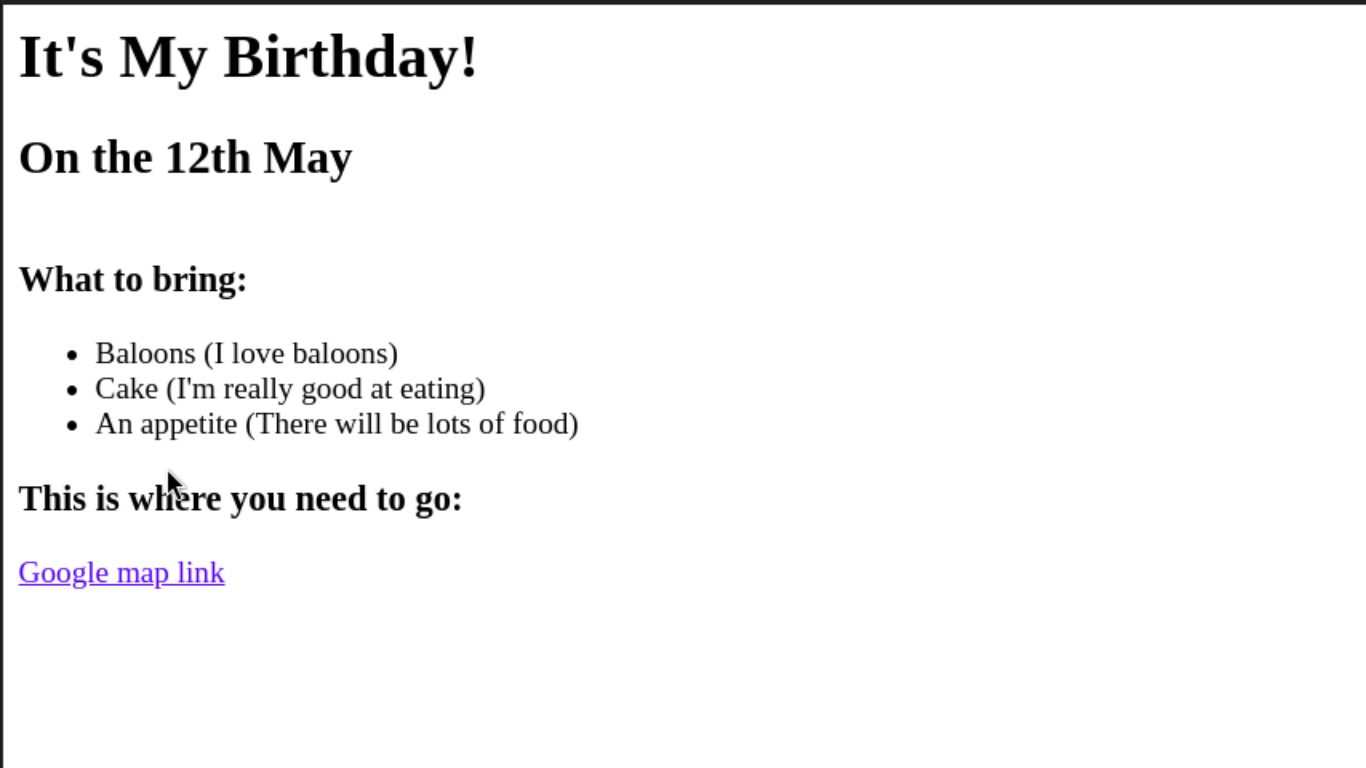 It's My Birthday!
On the 12th May
What to bring:
Baloons (I love baloons)
Cake (I'm really good at eating)
An appetite (There will be lots of food)
This is where you need to go:
Google map link